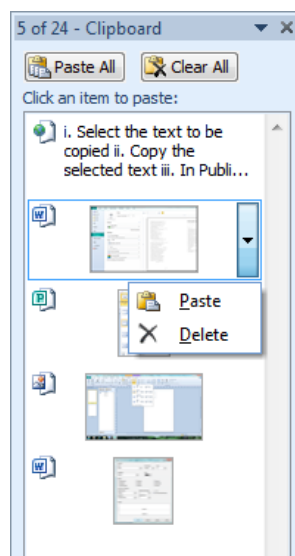 5 of 24 - Clipboard
Paste All Clear All
Click an item to paste:
i. Select the text to be
copied ii. Copy the
selected text iii. In Publi...
Paste
Delete